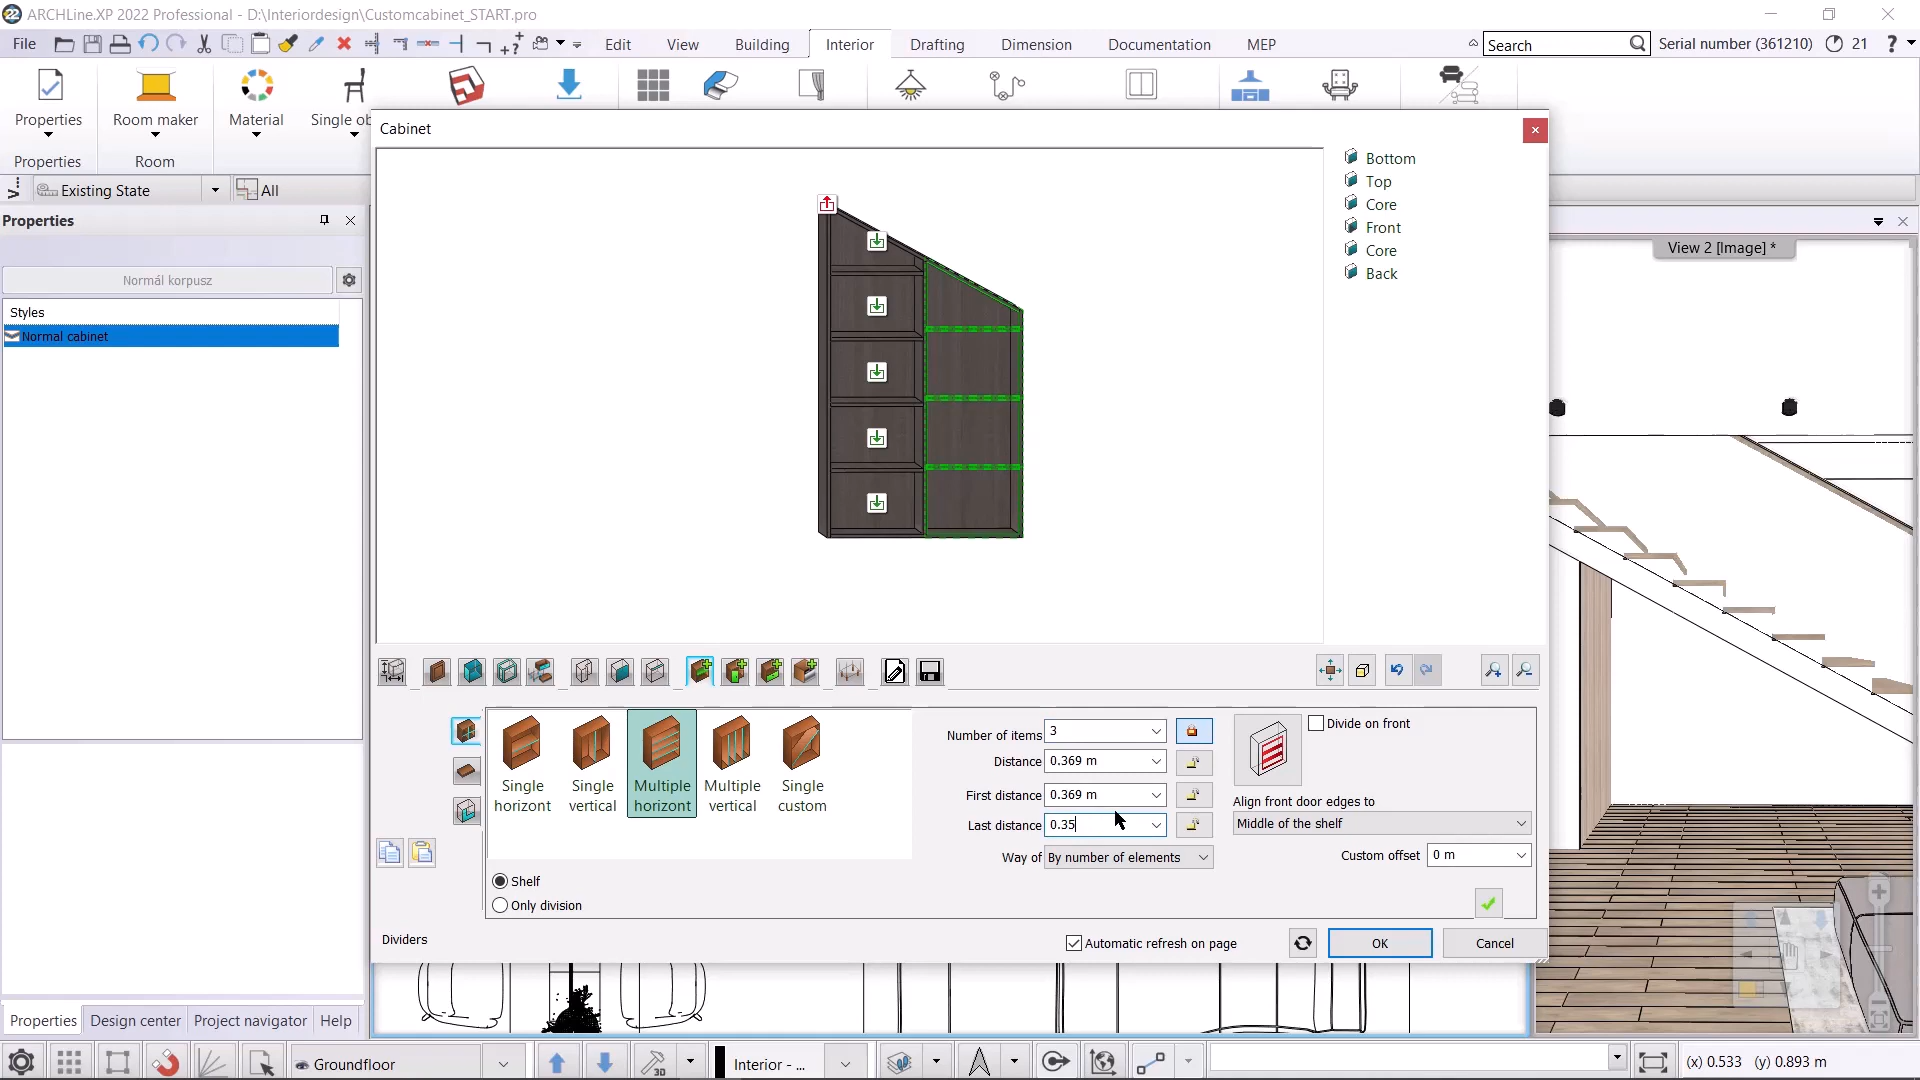 ARCHLine.XP 2022 Professional - D:\Interiordesign\Customcabinet_START.pro
File
Edit
View
Building
Interior
Drafting
Dimension
Documentation
MEP
Search
Serial number (361210)
21
?
Properties
Room maker
Material
Single ob
Properties
Room
Existing State
All
Cabinet
Properties
Normál korpusz
Styles
Normal cabinet
Bottom
Top
Core
Front
Core
Back
View 2 [Image] *
Single horizont
Single vertical
Multiple horizont
Multiple vertical
Single custom
Number of items 3
Distance 0.369 m
First distance 0.369 m
Last distance 0.35
Way of By number of elements
Divide on front
Align front door edges to
Middle of the shelf
Custom offset 0 m
Shelf
Only division
Dividers
Automatic refresh on page
OK
Cancel
Properties
Design center
Project navigator
Help
Groundfloor
3D
Interior - ...
(x) 0.533 (y) 0.893 m